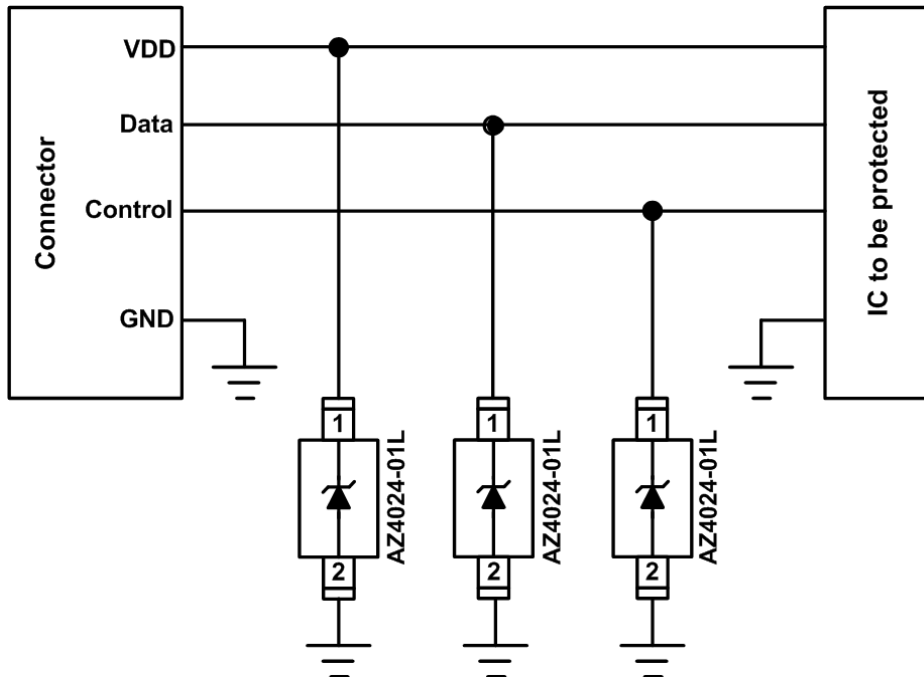 Connector
VDD
Data
Control
GND
IC to be protected
1
AZ4024-01L
2
1
AZ4024-01L
2
1
AZ4024-01L
2